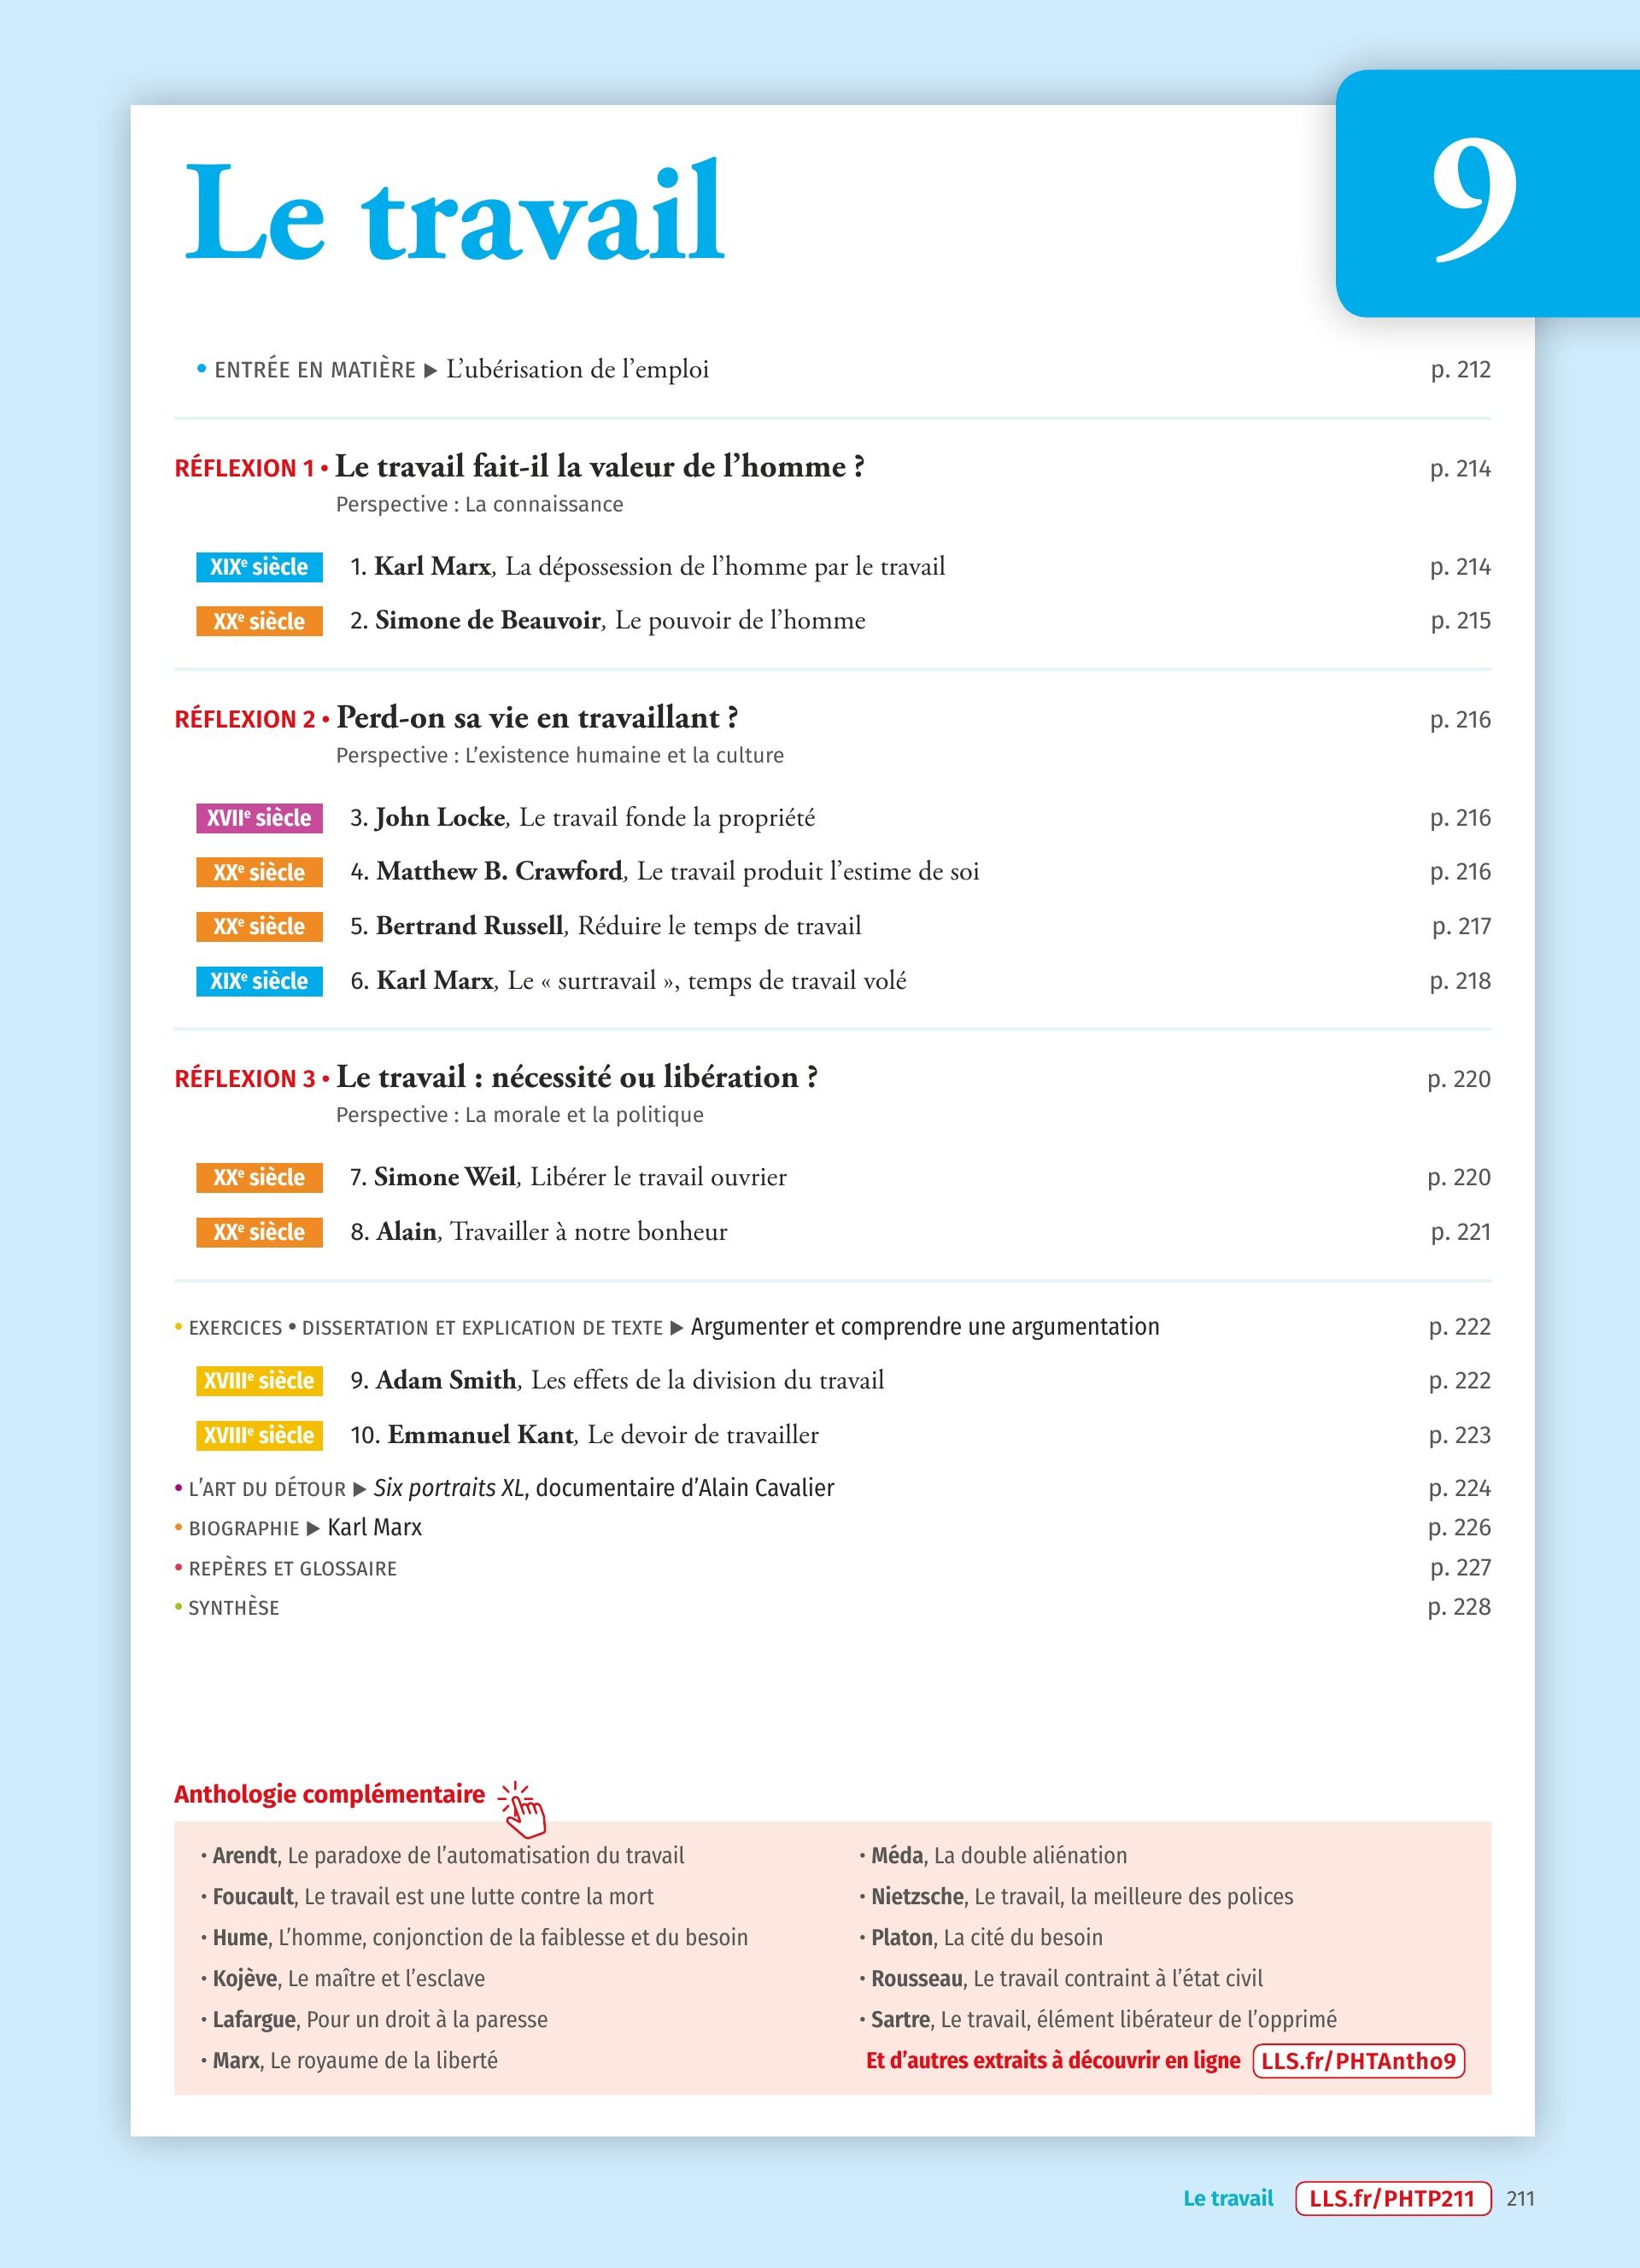 9
Le travail
• ENTRÉE EN MATIÈRE ▶ L’ubérisation de l’emploi p. 212
RÉFLEXION 1 • Le travail fait-il la valeur de l’homme ? p. 214
Perspective : La connaissance
XIXe siècle 1. Karl Marx, La dépossession de l’homme par le travail p. 214
XXe siècle 2. Simone de Beauvoir, Le pouvoir de l’homme p. 215
RÉFLEXION 2 • Perd-on sa vie en travaillant ? p. 216
Perspective : L’existence humaine et la culture
XVIIe siècle 3. John Locke, Le travail fonde la propriété p. 216
XXe siècle 4. Matthew B. Crawford, Le travail produit l’estime de soi p. 216
XXe siècle 5. Bertrand Russell, Réduire le temps de travail p. 217
XIXe siècle 6. Karl Marx, Le « surtravail », temps de travail volé p. 218
RÉFLEXION 3 • Le travail : nécessité ou libération ? p. 220
Perspective : La morale et la politique
XXe siècle 7. Simone Weil, Libérer le travail ouvrier p. 220
XXe siècle 8. Alain, Travailler à notre bonheur p. 221
• EXERCICES • DISSERTATION ET EXPLICATION DE TEXTE ▶ Argumenter et comprendre une argumentation p. 222
XVIIIe siècle 9. Adam Smith, Les effets de la division du travail p. 222
XVIIIe siècle 10. Emmanuel Kant, Le devoir de travailler p. 223
• L’ART DU DÉTOUR ▶ Six portraits XL, documentaire d’Alain Cavalier p. 224
• BIOGRAPHIE ▶ Karl Marx p. 226
• REPÈRES ET GLOSSAIRE p. 227
• SYNTHÈSE p. 228
Anthologie complémentaire
• Arendt, Le paradoxe de l’automatisation du travail
• Foucault, Le travail est une lutte contre la mort
• Hume, L’homme, conjonction de la faiblesse et du besoin
• Kojève, Le maître et l’esclave
• Lafargue, Pour un droit à la paresse
• Marx, Le royaume de la liberté
• Méda, La double aliénation
• Nietzsche, Le travail, la meilleure des polices
• Platon, La cité du besoin
• Rousseau, Le travail contraint à l’état civil
• Sartre, Le travail, élément libérateur de l’opprimé
Et d’autres extraits à découvrir en ligne LLS.fr/PHTAntho9
Le travail LLS.fr/PHTP211 211